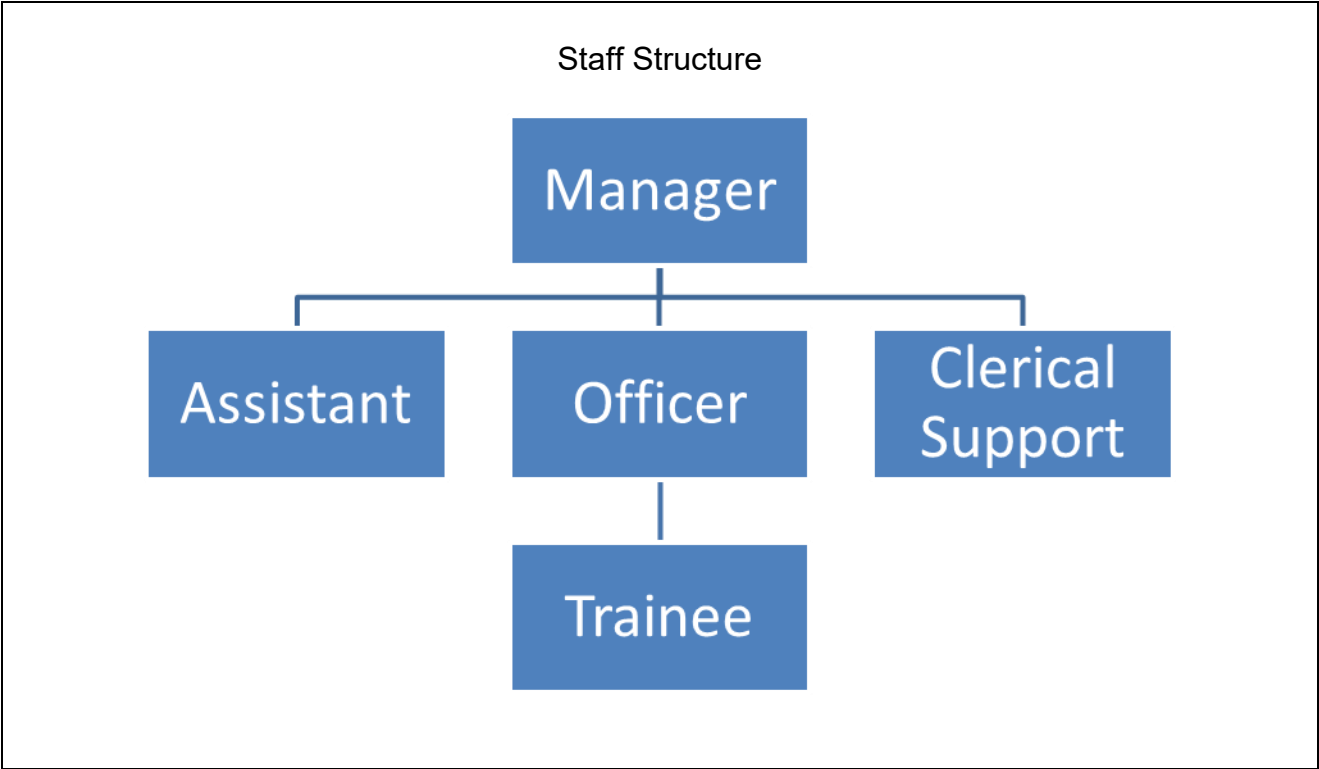 Staff Structure
Manager
Assistant
Officer
Clerical
Support
Trainee